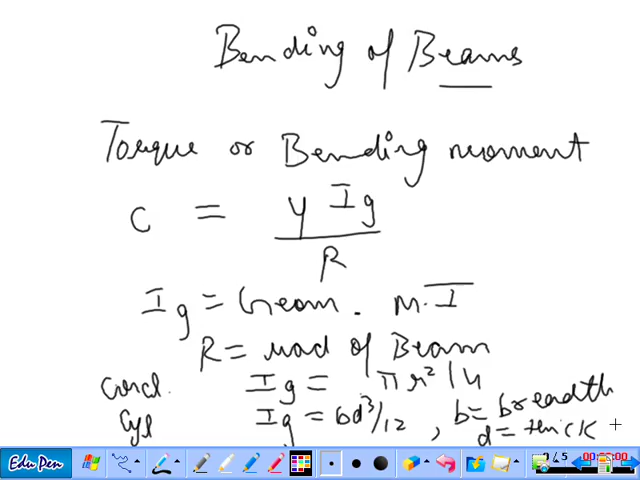 Bending of Beams
Torque or Bending moment
C = Y Ig / R
Ig = Geom. M.I
R = rad of Beam
Circl. Ig = πr²/4
Cyl Ig = bd³/12, b = breadth
d = thick
Edu Pen
/ 5